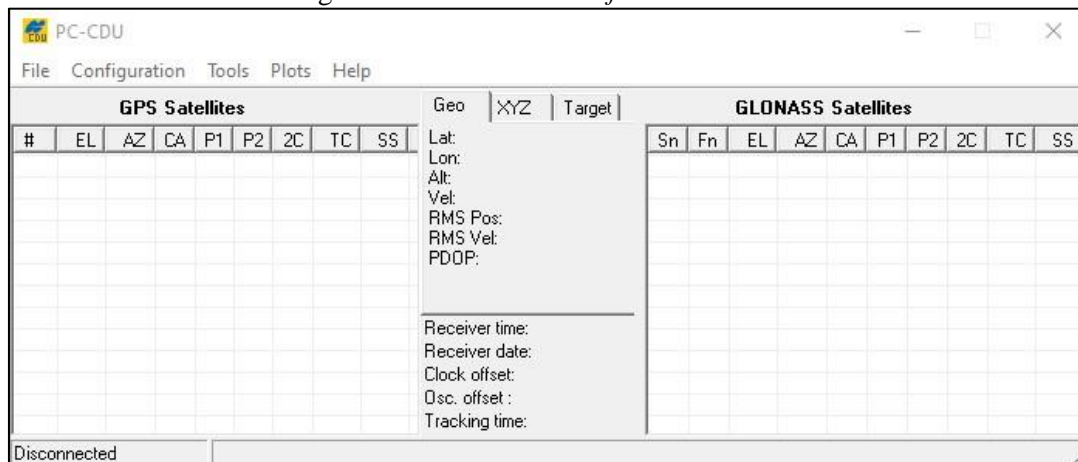 PC-CDU
File Configuration Tools Plots Help
GPS Satellites
# EL AZ CA P1 P2 2C TC SS
Geo XYZ Target
Lat:
Lon:
Alt:
Vel:
RMS Pos:
RMS Vel:
PDOP:
Receiver time:
Receiver date:
Clock offset:
Osc. offset :
Tracking time:
GLONASS Satellites
Sn Fn EL AZ CA P1 P2 2C TC SS
Disconnected